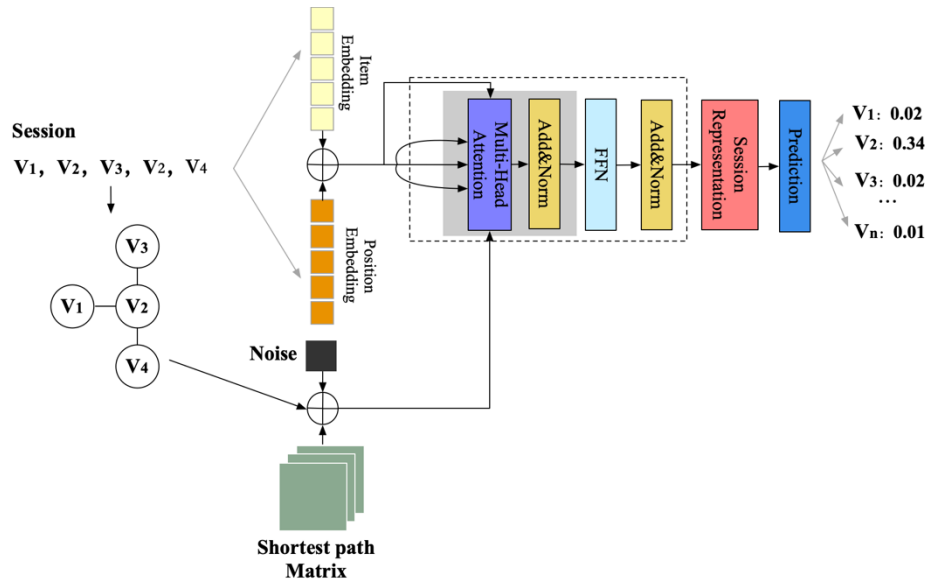 Session
V1, V2, V3, V2, V4
V3
V1
V2
V4
Item
Embedding
Position
Embedding
Noise
Shortest path
Matrix
Multi-Head
Attention
Add&Norm
FFN
Add&Norm
Session
Representation
Prediction
V1: 0.02
V2: 0.34
V3: 0.02
...
Vn: 0.01